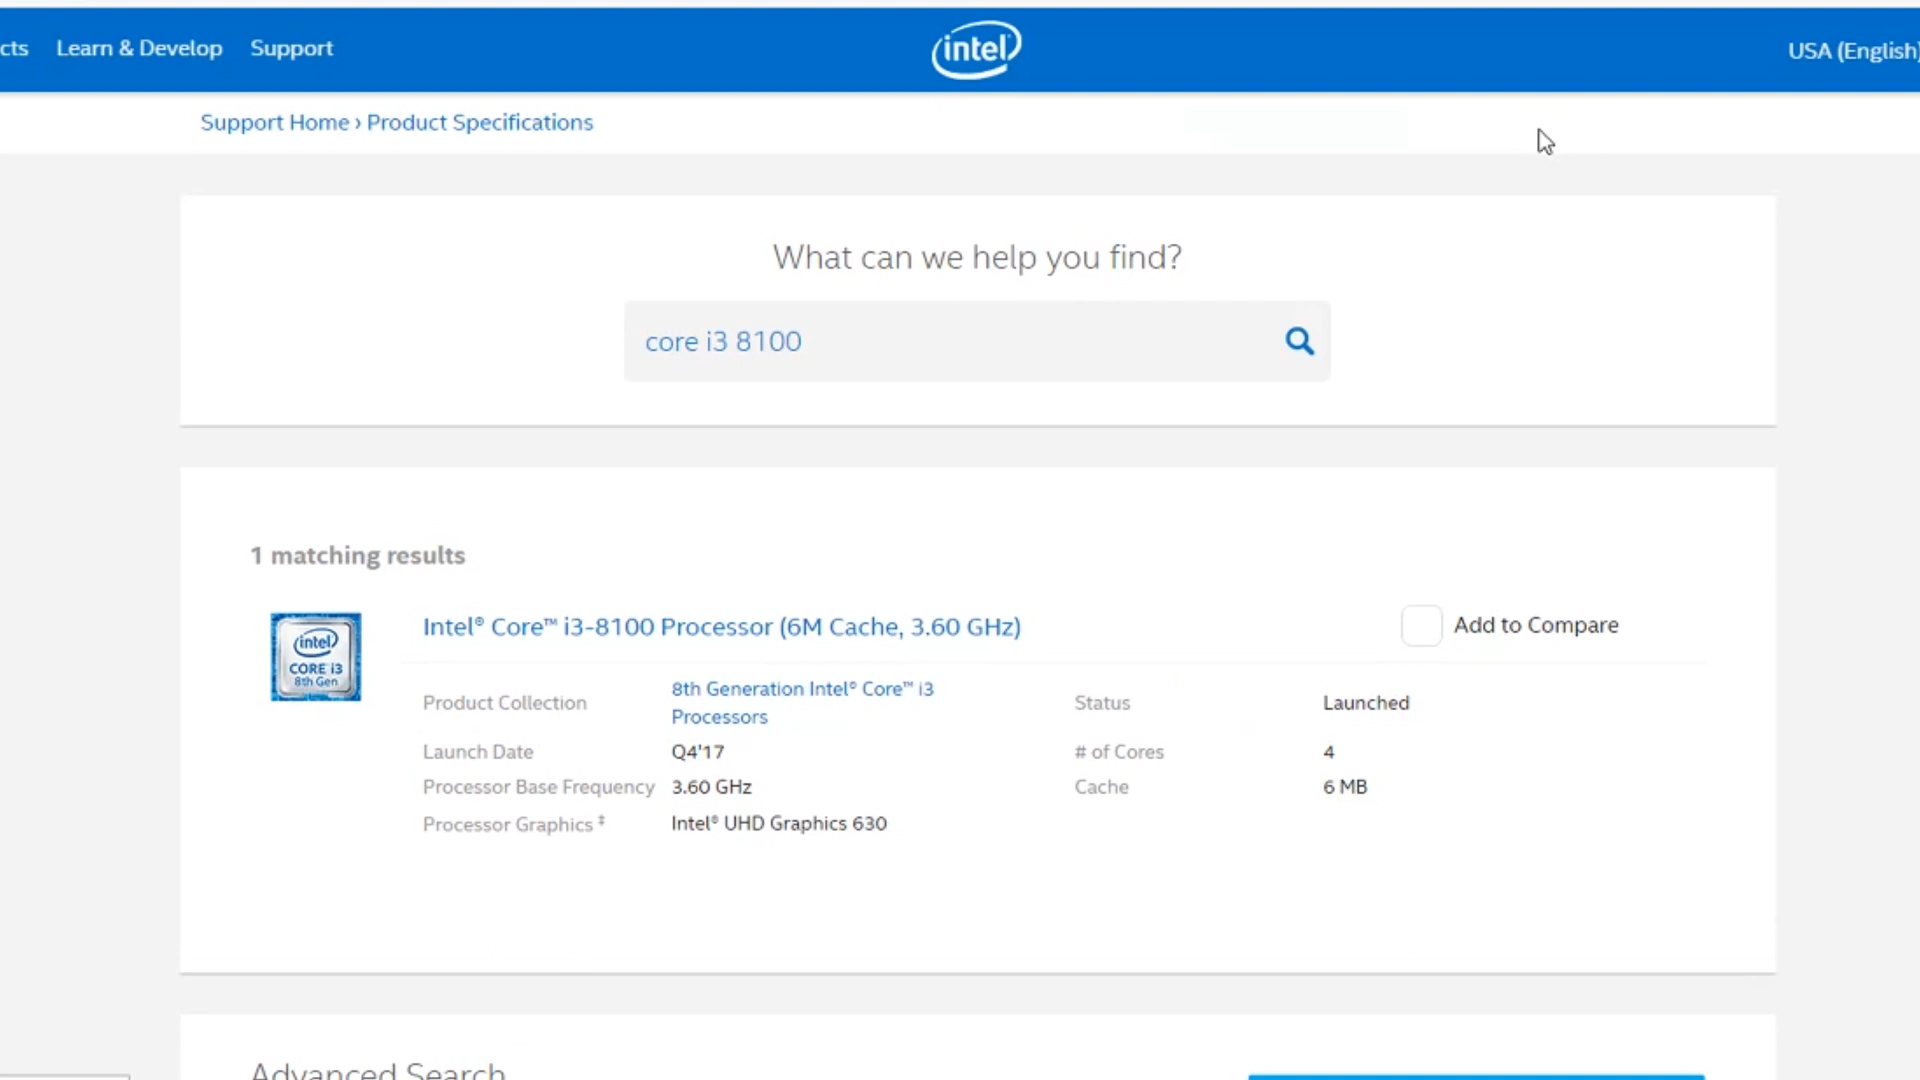 cts Learn & Develop Support intel USA (English)
Support Home › Product Specifications
What can we help you find?
core i3 8100
1 matching results
intel
CORE i3
8th Gen
Intel® Core™ i3-8100 Processor (6M Cache, 3.60 GHz)
Add to Compare
Product Collection 8th Generation Intel® Core™ i3
Processors
Status Launched
Launch Date Q4'17 # of Cores 4
Processor Base Frequency 3.60 GHz Cache 6 MB
Processor Graphics ‡ Intel® UHD Graphics 630
Advanced Search